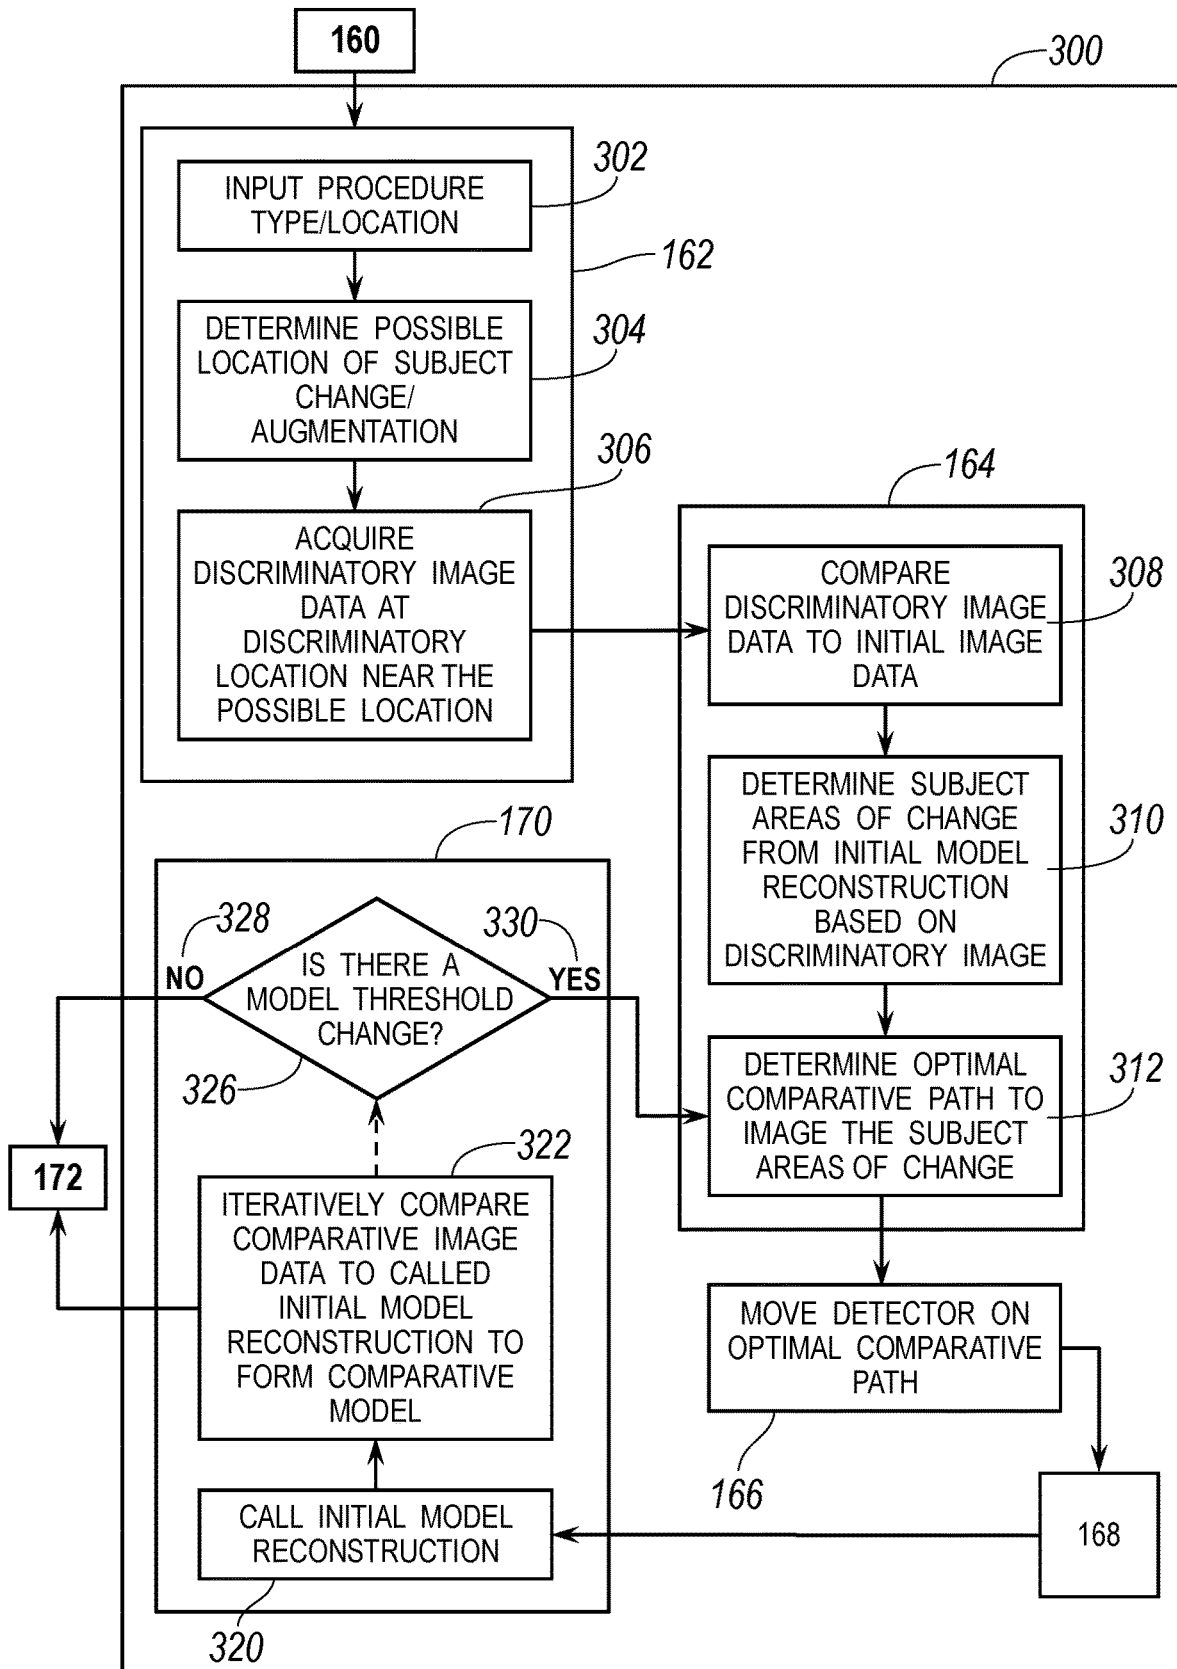 160
300
302
INPUT PROCEDURE
TYPE/LOCATION
162
DETERMINE POSSIBLE
LOCATION OF SUBJECT
CHANGE/
AUGMENTATION
304
306
ACQUIRE
DISCRIMINATORY IMAGE
DATA AT
DISCRIMINATORY
LOCATION NEAR THE
POSSIBLE LOCATION
164
COMPARE
DISCRIMINATORY IMAGE
DATA TO INITIAL IMAGE
DATA
308
DETERMINE SUBJECT
AREAS OF CHANGE
FROM INITIAL MODEL
RECONSTRUCTION
BASED ON
DISCRIMINATORY IMAGE
310
DETERMINE OPTIMAL
COMPARATIVE PATH TO
IMAGE THE SUBJECT
AREAS OF CHANGE
312
MOVE DETECTOR ON
OPTIMAL COMPARATIVE
PATH
166
168
170
328
NO
330
YES
IS THERE A
MODEL THRESHOLD
CHANGE?
326
172
322
ITERATIVELY COMPARE
COMPARATIVE IMAGE
DATA TO CALLED
INITIAL MODEL
RECONSTRUCTION TO
FORM COMPARATIVE
MODEL
CALL INITIAL MODEL
RECONSTRUCTION
320